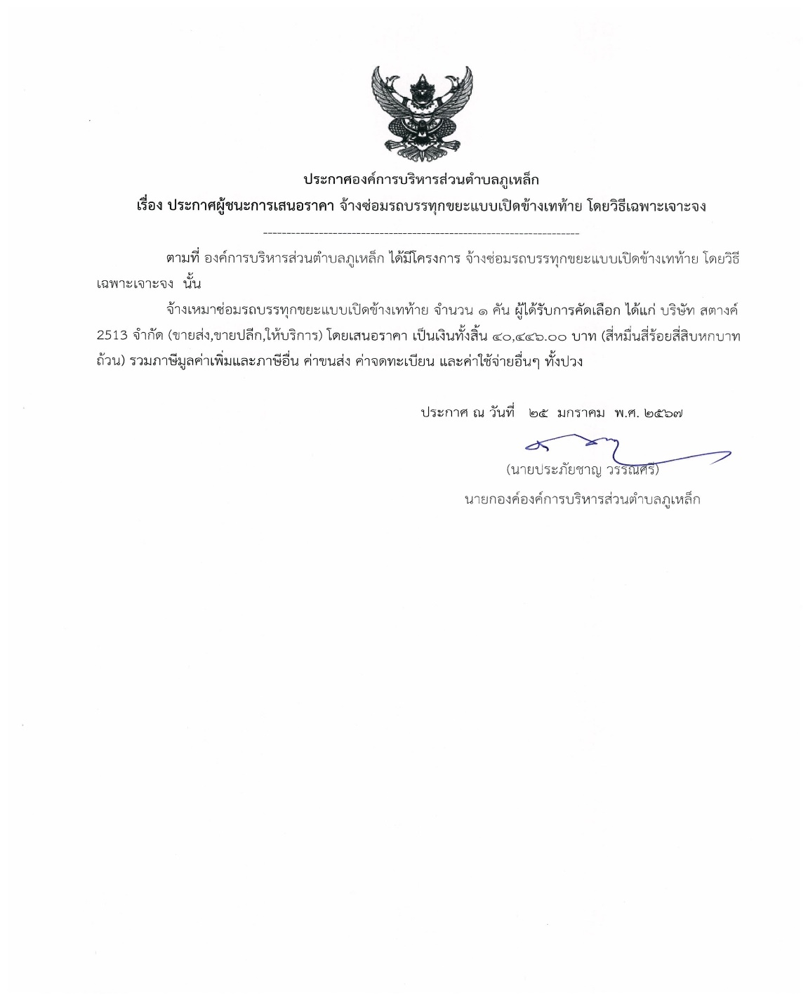 ประกาศองค์การบริหารส่วนตำบลภูเหล็ก
เรื่อง ประกาศผู้ชนะการเสนอราคา จ้างซ่อมรถบรรทุกขยะแบบเปิดข้างเทท้าย โดยวิธีเฉพาะเจาะจง
--------------------------------------------------------------------
ตามที่ องค์การบริหารส่วนตำบลภูเหล็ก ได้มีโครงการ จ้างซ่อมรถบรรทุกขยะแบบเปิดข้างเทท้าย โดยวิธี
เฉพาะเจาะจง นั้น
จ้างเหมาซ่อมรถบรรทุกขยะแบบเปิดข้างเทท้าย จำนวน ๑ คัน ผู้ได้รับการคัดเลือก ได้แก่ บริษัท สตางค์
2513 จำกัด (ขายส่ง,ขายปลีก,ให้บริการ) โดยเสนอราคา เป็นเงินทั้งสิ้น ๔๐,๔๔๖.๐๐ บาท (สี่หมื่นสี่ร้อยสี่สิบหกบาท
ถ้วน) รวมภาษีมูลค่าเพิ่มและภาษีอื่น ค่าขนส่ง ค่าจดทะเบียน และค่าใช้จ่ายอื่นๆ ทั้งปวง
ประกาศ ณ วันที่ ๒๕ มกราคม พ.ศ. ๒๕๖๗
(นายประภัยชาญ วรรณศรี)
นายกองค์องค์การบริหารส่วนตำบลภูเหล็ก